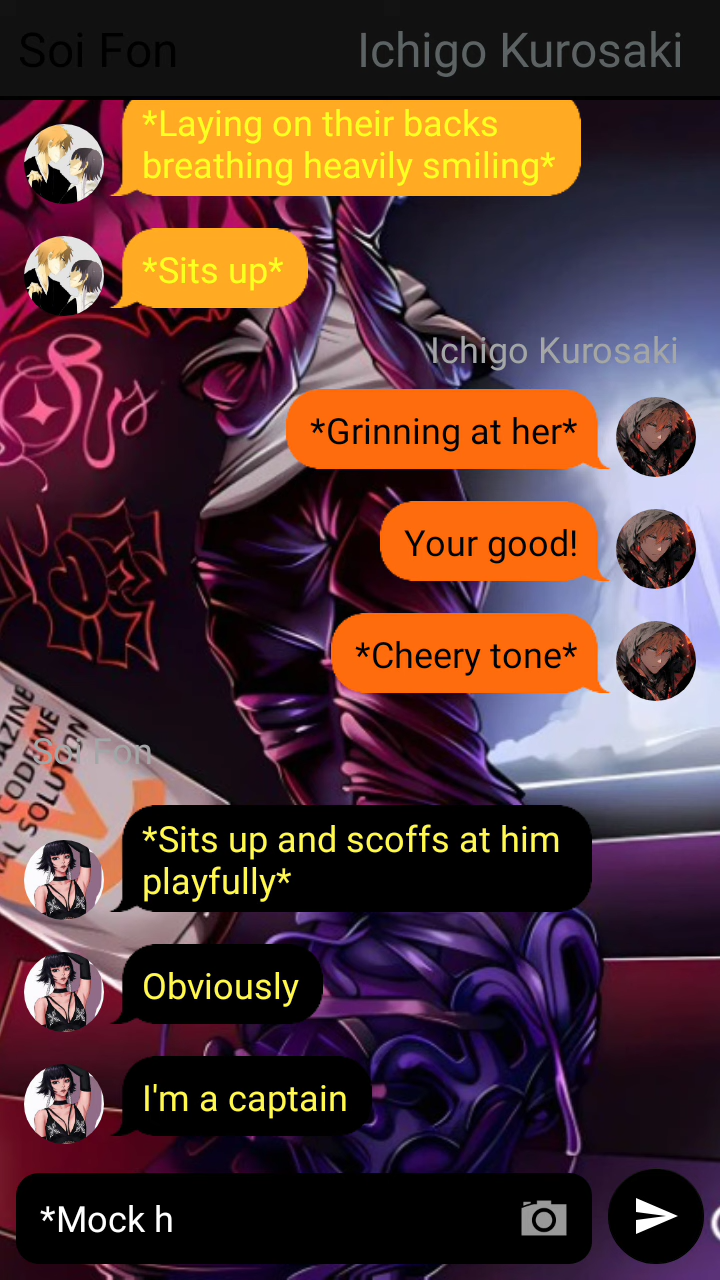 Soi Fon Ichigo Kurosaki
*Laying on their backs
breathing heavily smiling*
*Sits up*
Ichigo Kurosaki
*Grinning at her*
Your good!
*Cheery tone*
Soi Fon
*Sits up and scoffs at him
playfully*
Obviously
I'm a captain
*Mock h